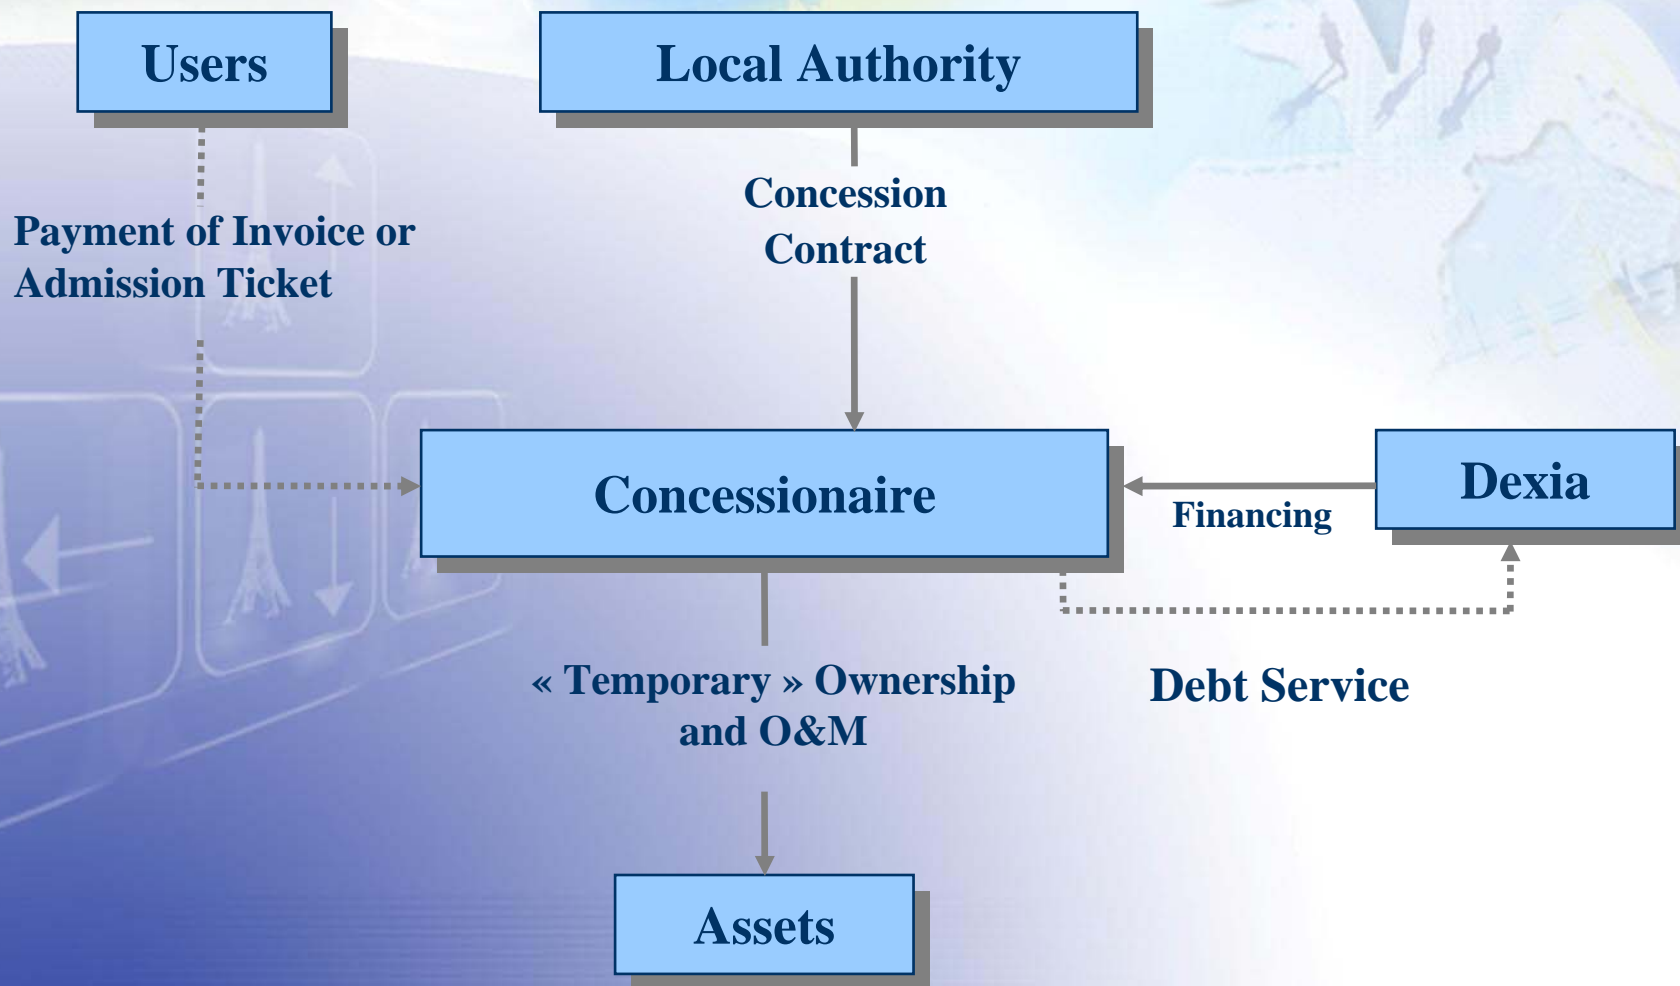 Users
Local Authority
Concession
Contract
Payment of Invoice or
Admission Ticket
Concessionaire
Dexia
Financing
« Temporary » Ownership
and O&M
Debt Service
Assets